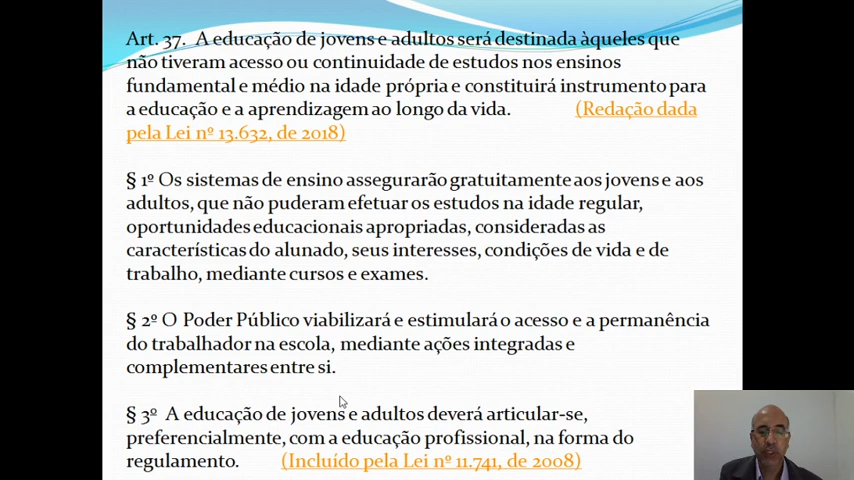 Art. 37. A educação de jovens e adultos será destinada àqueles que
não tiveram acesso ou continuidade de estudos nos ensinos
fundamental e médio na idade própria e constituirá instrumento para
a educação e a aprendizagem ao longo da vida. (Redação dada
pela Lei nº 13.632, de 2018)
§ 1º Os sistemas de ensino assegurarão gratuitamente aos jovens e aos
adultos, que não puderam efetuar os estudos na idade regular,
oportunidades educacionais apropriadas, consideradas as
características do alunado, seus interesses, condições de vida e de
trabalho, mediante cursos e exames.
§ 2º O Poder Público viabilizará e estimulará o acesso e a permanência
do trabalhador na escola, mediante ações integradas e
complementares entre si.
§ 3º A educação de jovens e adultos deverá articular-se,
preferencialmente, com a educação profissional, na forma do
regulamento. (Incluído pela Lei nº 11.741, de 2008)